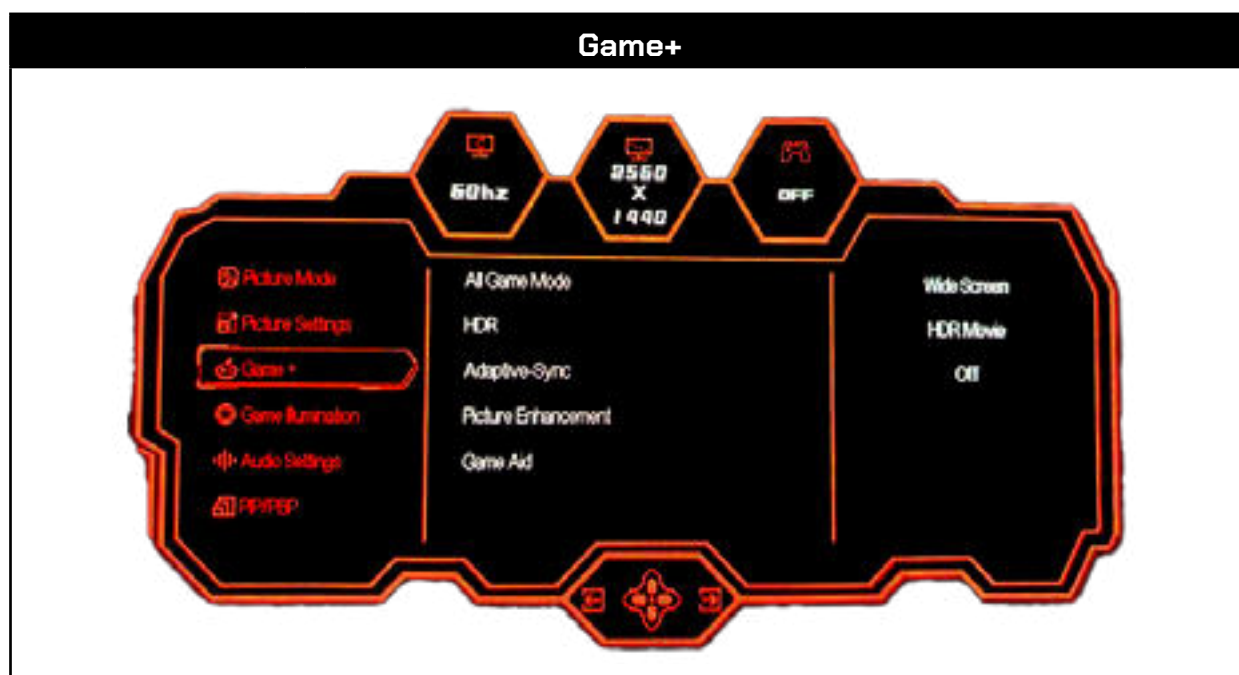 Game+
60hz
2560
X
1440
OFF
Picture Mode
Picture Settings
Game +
Game Illumination
Audio Settings
PIP/PBP
All Game Mode
HDR
Adaptive-Sync
Picture Enhancement
Game Aid
Wide Screen
HDR Movie
Off